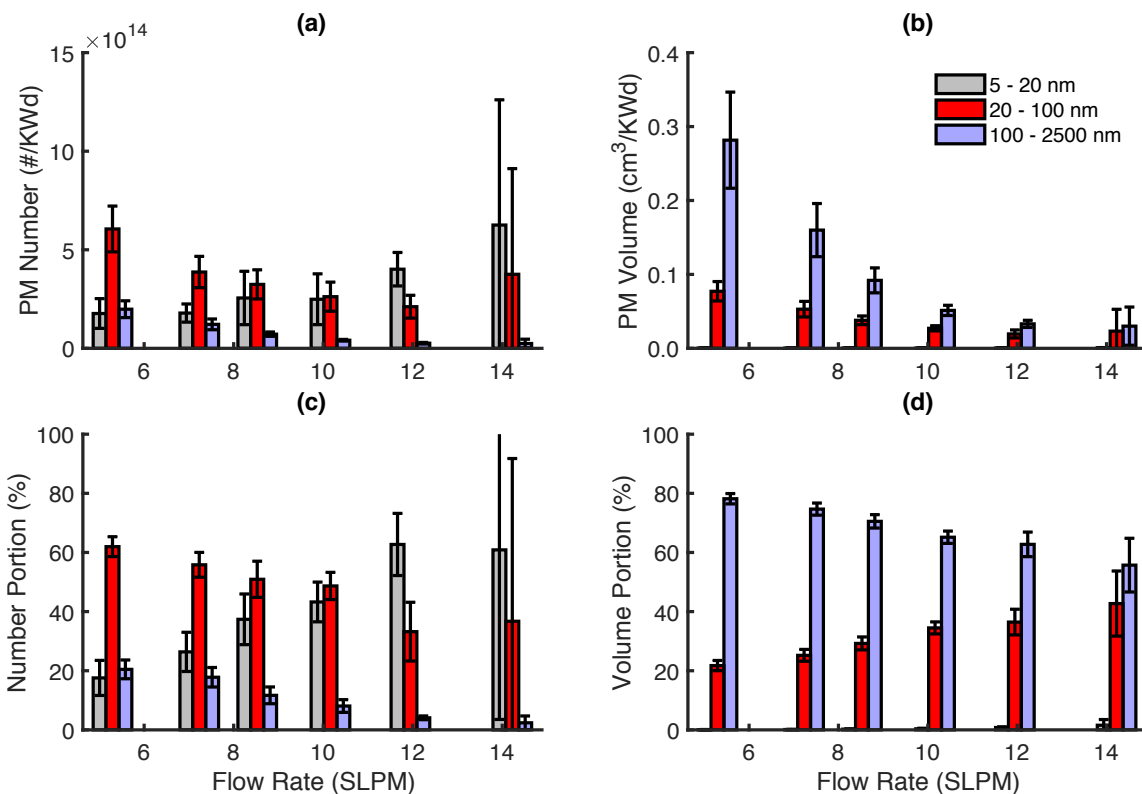 (a)
×10^14
15
10
5
0
PM Number (#/KWd)
6 8 10 12 14
(b)
0.4
0.3
0.2
0.1
0.0
PM Volume (cm³/KWd)
5 - 20 nm
20 - 100 nm
100 - 2500 nm
6 8 10 12 14
(c)
100
80
60
40
20
0
Number Portion (%)
6 8 10 12 14
Flow Rate (SLPM)
(d)
100
80
60
40
20
0
Volume Portion (%)
6 8 10 12 14
Flow Rate (SLPM)